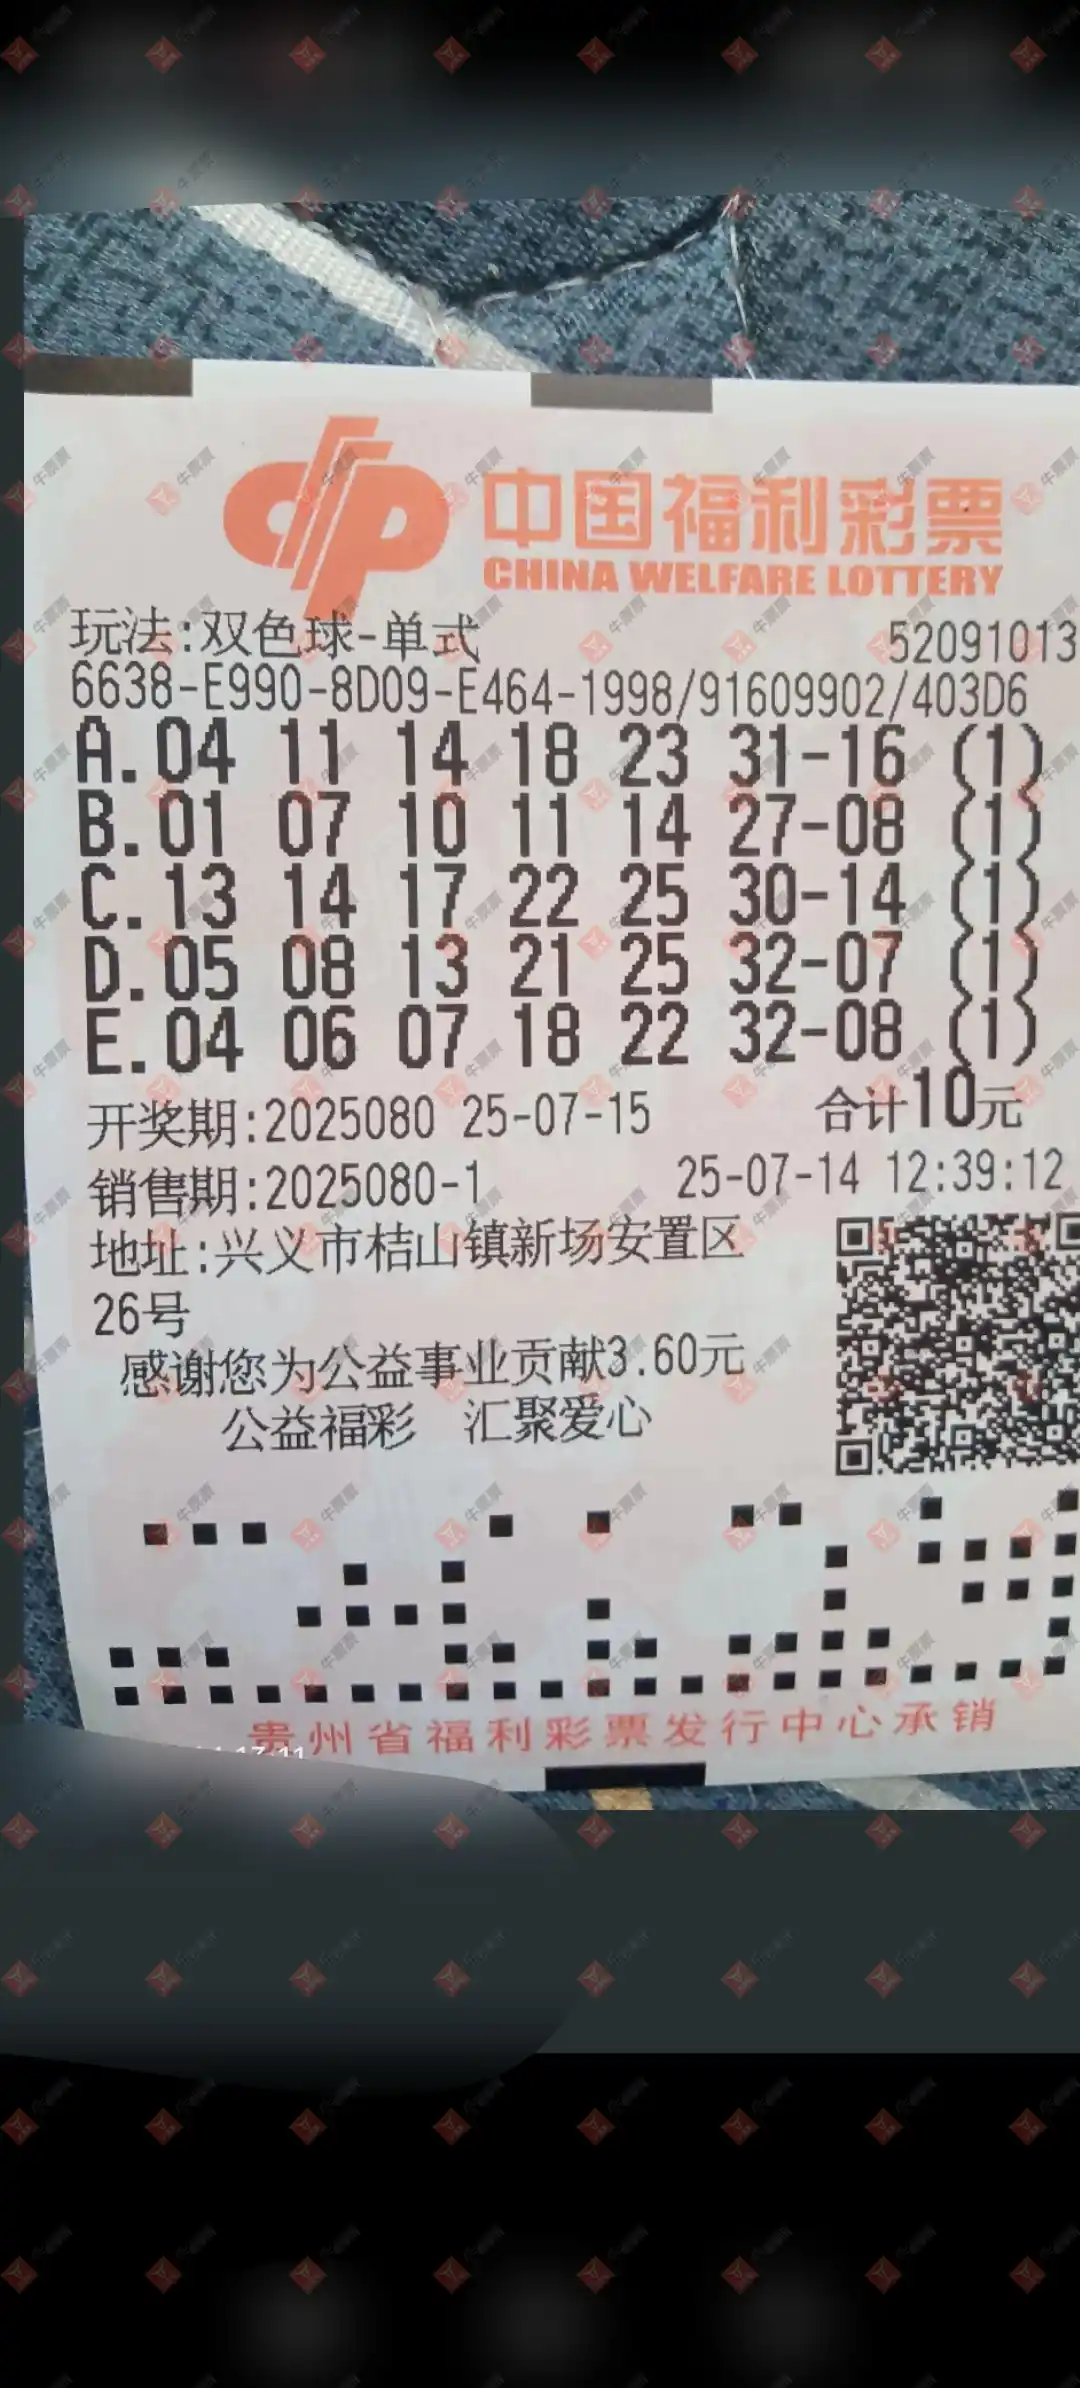 中国福利彩票
CHINA WELFARE LOTTERY
玩法:双色球-单式 52091013
6638-E990-8D09-E464-1998/91609902/403D6
A.04 11 14 18 23 31-16 (1)
B.01 07 10 11 14 27-08 (1)
C.13 14 17 22 25 30-14 (1)
D.05 08 13 21 25 32-07 (1)
E.04 06 07 18 22 32-08 (1)
开奖期:2025080 25-07-15 合计10元
销售期:2025080-1 25-07-14 12:39:12
地址:兴义市桔山镇新场安置区
26号
感谢您为公益事业贡献3.60元
公益福彩 汇聚爱心
贵州省福利彩票发行中心承销